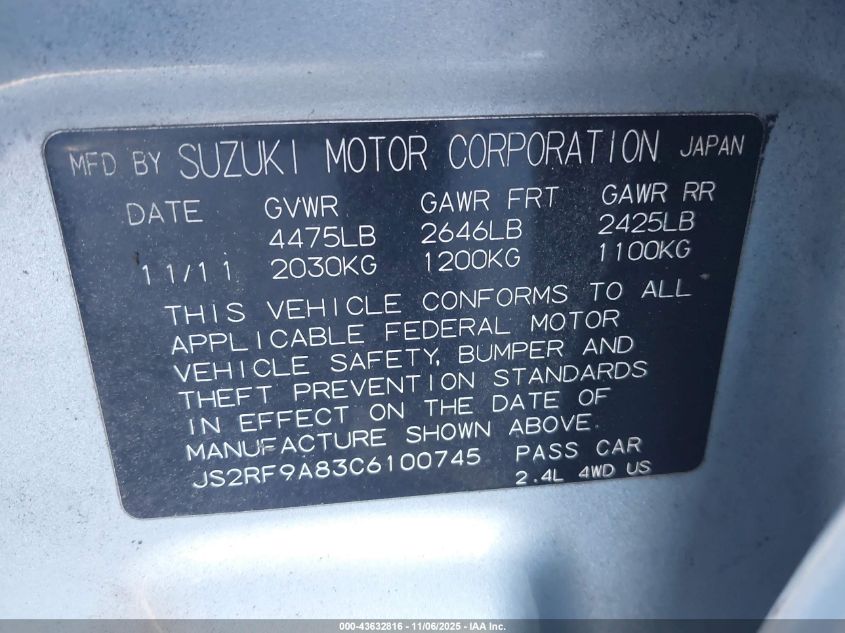 MFD BY SUZUKI MOTOR CORPORATION JAPAN
DATE GVWR GAWR FRT GAWR RR
4475LB 2646LB 2425LB
11/11 2030KG 1200KG 1100KG
THIS VEHICLE CONFORMS TO ALL
APPLICABLE FEDERAL MOTOR
VEHICLE SAFETY, BUMPER AND
THEFT PREVENTION STANDARDS
IN EFFECT ON THE DATE OF
MANUFACTURE SHOWN ABOVE.
JS2RF9A83C6100745 PASS CAR
2.4L 4WD US
000-43632816 - 11/06/2025 - IAA Inc.